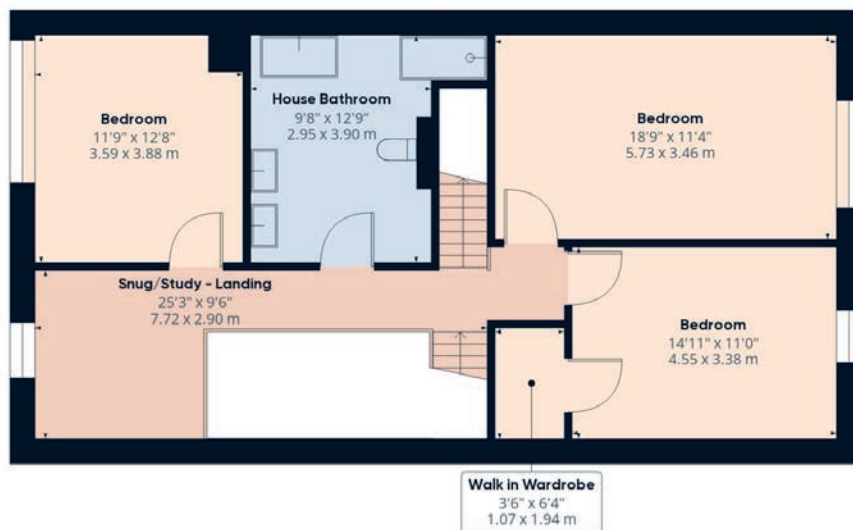 Bedroom
11'9" x 12'8"
3.59 x 3.88 m
House Bathroom
9'8" x 12'9"
2.95 x 3.90 m
Bedroom
18'9" x 11'4"
5.73 x 3.46 m
Snug/Study - Landing
25'3" x 9'6"
7.72 x 2.90 m
Bedroom
14'11" x 11'0"
4.55 x 3.38 m
Walk in Wardrobe
3'6" x 6'4"
1.07 x 1.94 m